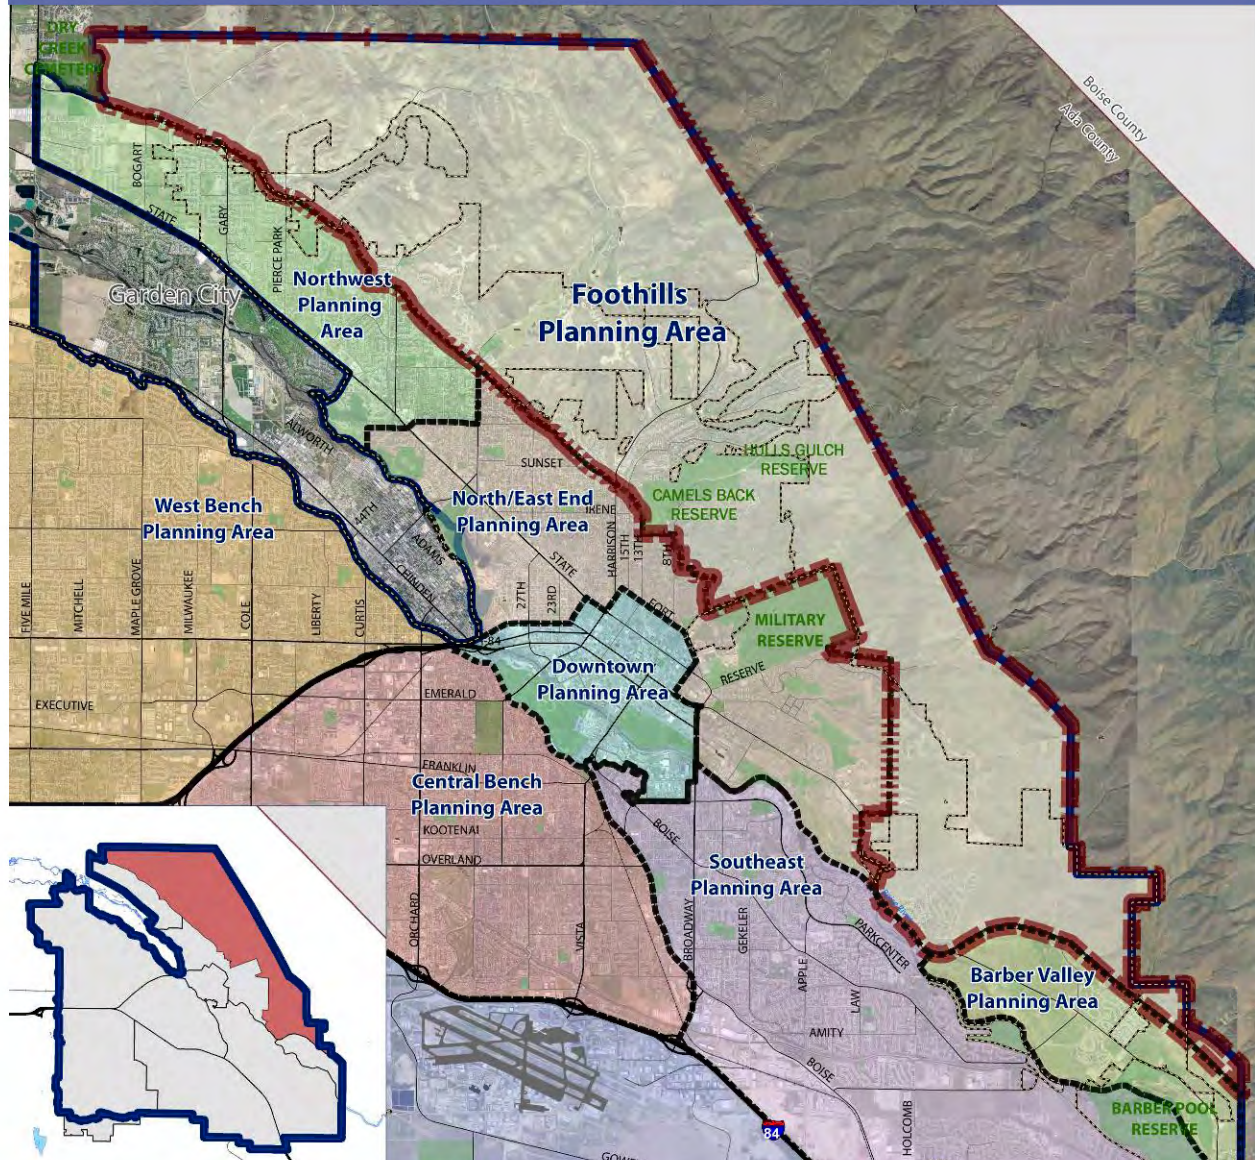 DRY
CREEK
CEMETERY
Boise County
Ada County
BOGART
STATE
GARY
PIERCE PARK
Garden City
Northwest
Planning
Area
Foothills
Planning Area
ALWORTH
SUNSET
HULLS GULCH
RESERVE
CAMELS BACK
RESERVE
West Bench
Planning Area
North/East End
Planning Area
IRENE
44TH
ADAMS
CHINDEN
STATE
HARRISON
15TH
13TH
8TH
27TH
23RD
FORT
FIVE MILE
MITCHELL
MAPLE GROVE
MILWAUKEE
COLE
LIBERTY
CURTIS
I-84
MILITARY
RESERVE
RESERVE
Downtown
Planning Area
EMERALD
EXECUTIVE
FRANKLIN
Central Bench
Planning Area
KOOTENAI
OVERLAND
BOISE
Southeast
Planning Area
ORCHARD
VISTA
BROADWAY
GEKELER
APPLE
LAW
PARKCENTER
Barber Valley
Planning Area
AMITY
BOISE
BARBER POOL
RESERVE
HOLCOMB
84